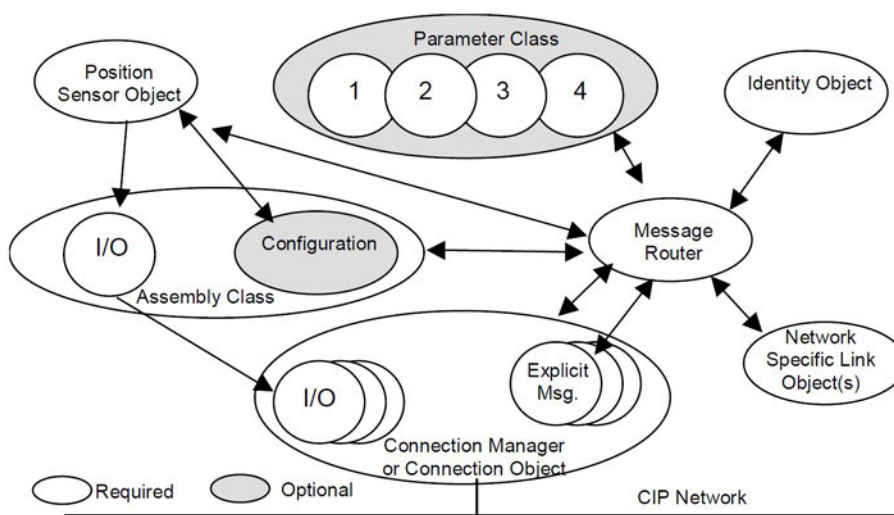 Parameter Class
1
2
3
4
Position
Sensor Object
Identity Object
I/O
Configuration
Assembly Class
Message
Router
I/O
Explicit
Msg.
Network
Specific Link
Object(s)
Connection Manager
or Connection Object
Required
Optional
CIP Network